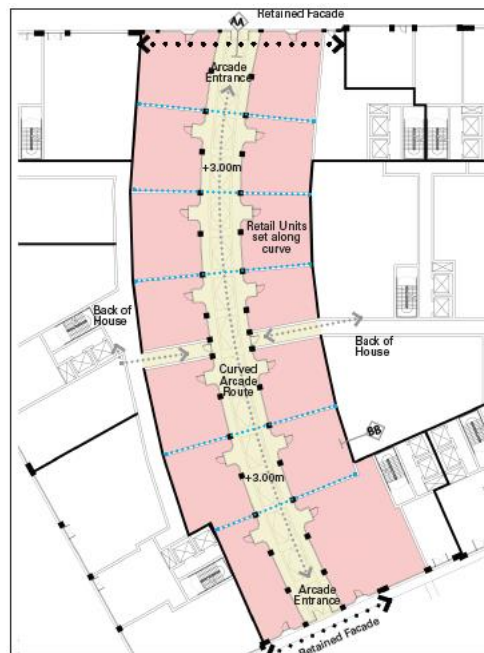 AA
Retained Facade
Arcade
Entrance
+3.00m
Retail Units
set along
curve
Back of
House
Back of
House
Curved
Arcade
Route
BB
+3.00m
Arcade
Entrance
Retained Facade